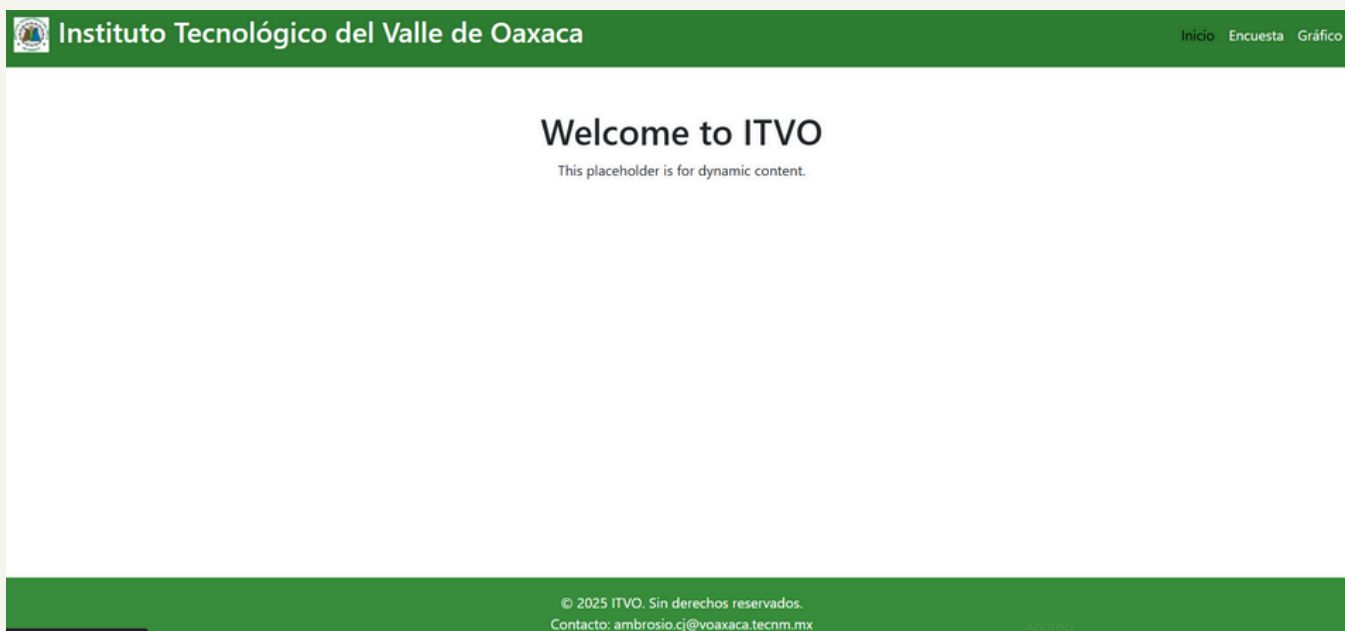 Instituto Tecnológico del Valle de Oaxaca
Inicio Encuesta Gráfico
Welcome to ITVO
This placeholder is for dynamic content.
© 2025 ITVO. Sin derechos reservados.
Contacto: ambrosio.cj@voaxaca.tecnm.mx
Andrea